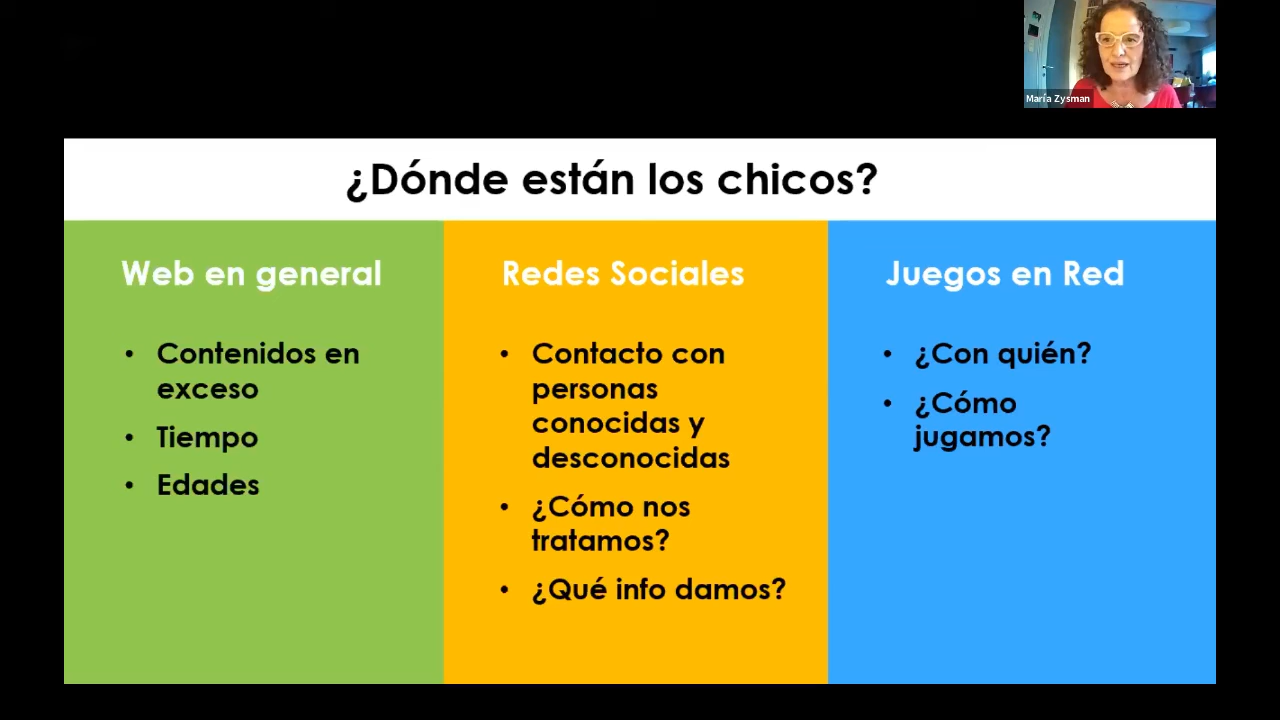 María Zysman
¿Dónde están los chicos?
Web en general
• Contenidos en
exceso
• Tiempo
• Edades
Redes Sociales
• Contacto con
personas
conocidas y
desconocidas
• ¿Cómo nos
tratamos?
• ¿Qué info damos?
Juegos en Red
• ¿Con quién?
• ¿Cómo
jugamos?